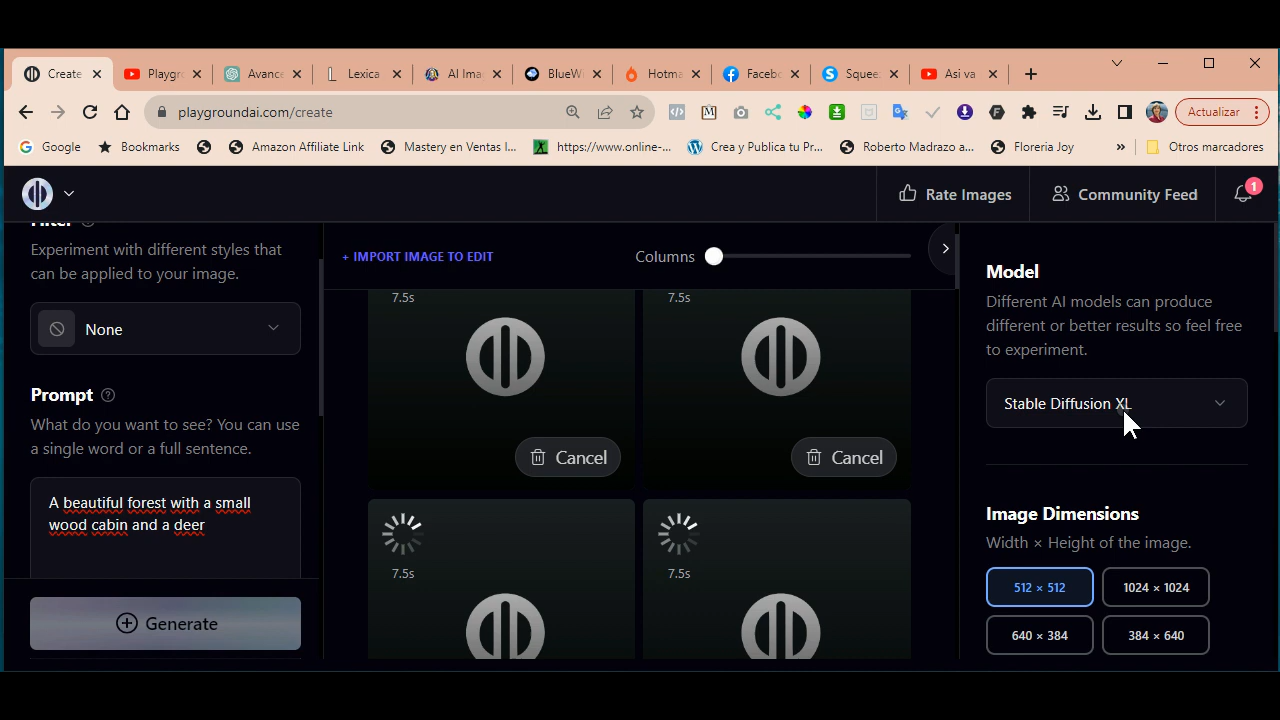 Create
Playgr
Avance
Lexica
AI Ima
BlueWi
Hotma
Facebo
Squee
Asi va
playgroundai.com/create
Actualizar
Google
Bookmarks
Amazon Affiliate Link
Mastery en Ventas I...
https://www.online-...
Crea y Publica tu Pr...
Roberto Madrazo a...
Floreria Joy
»
Otros marcadores
Rate Images
Community Feed
1
Filter
Experiment with different styles that
can be applied to your image.
None
Prompt
What do you want to see? You can use
a single word or a full sentence.
A beautiful forest with a small
wood cabin and a deer
Generate
+ IMPORT IMAGE TO EDIT
Columns
7.5s
7.5s
Cancel
Cancel
7.5s
7.5s
Model
Different AI models can produce
different or better results so feel free
to experiment.
Stable Diffusion XL
Image Dimensions
Width × Height of the image.
512 × 512
1024 × 1024
640 × 384
384 × 640